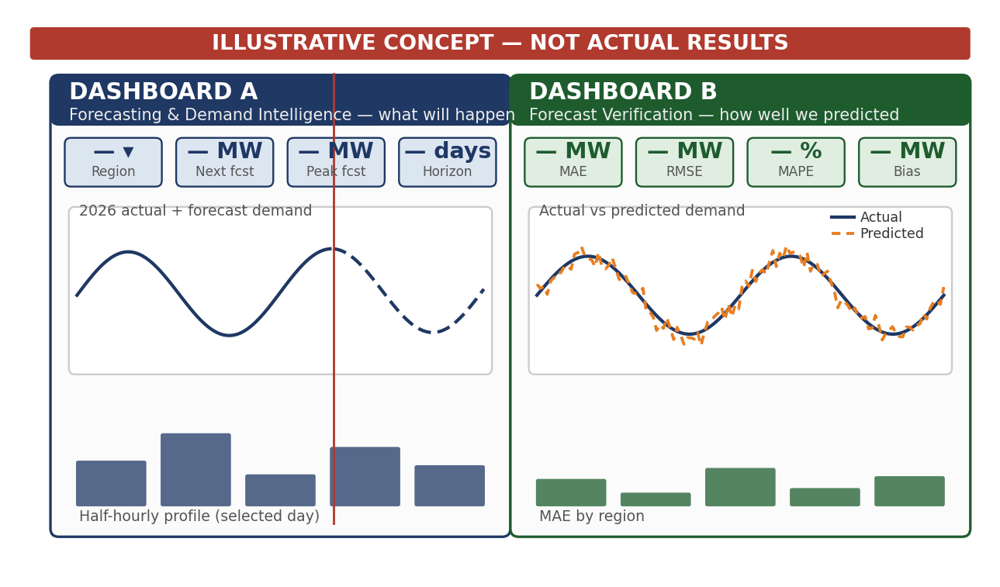 ILLUSTRATIVE CONCEPT — NOT ACTUAL RESULTS
DASHBOARD A
Forecasting & Demand Intelligence — what will happen
— ▾
Region
— MW
Next fcst
— MW
Peak fcst
— days
Horizon
2026 actual + forecast demand
Half-hourly profile (selected day)
DASHBOARD B
Forecast Verification — how well we predicted
— MW
MAE
— MW
RMSE
— %
MAPE
— MW
Bias
Actual vs predicted demand
Actual
Predicted
MAE by region